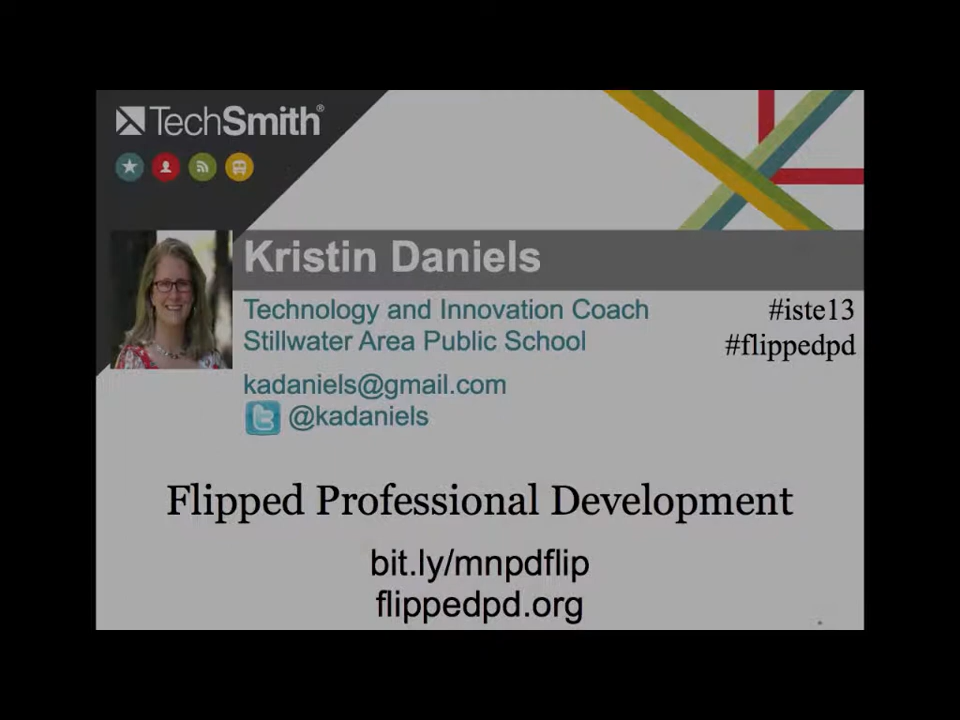 TechSmith®
Kristin Daniels
Technology and Innovation Coach
Stillwater Area Public School
#iste13
#flippedpd
kadaniels@gmail.com
@kadaniels
Flipped Professional Development
bit.ly/mnpdflip
flippedpd.org